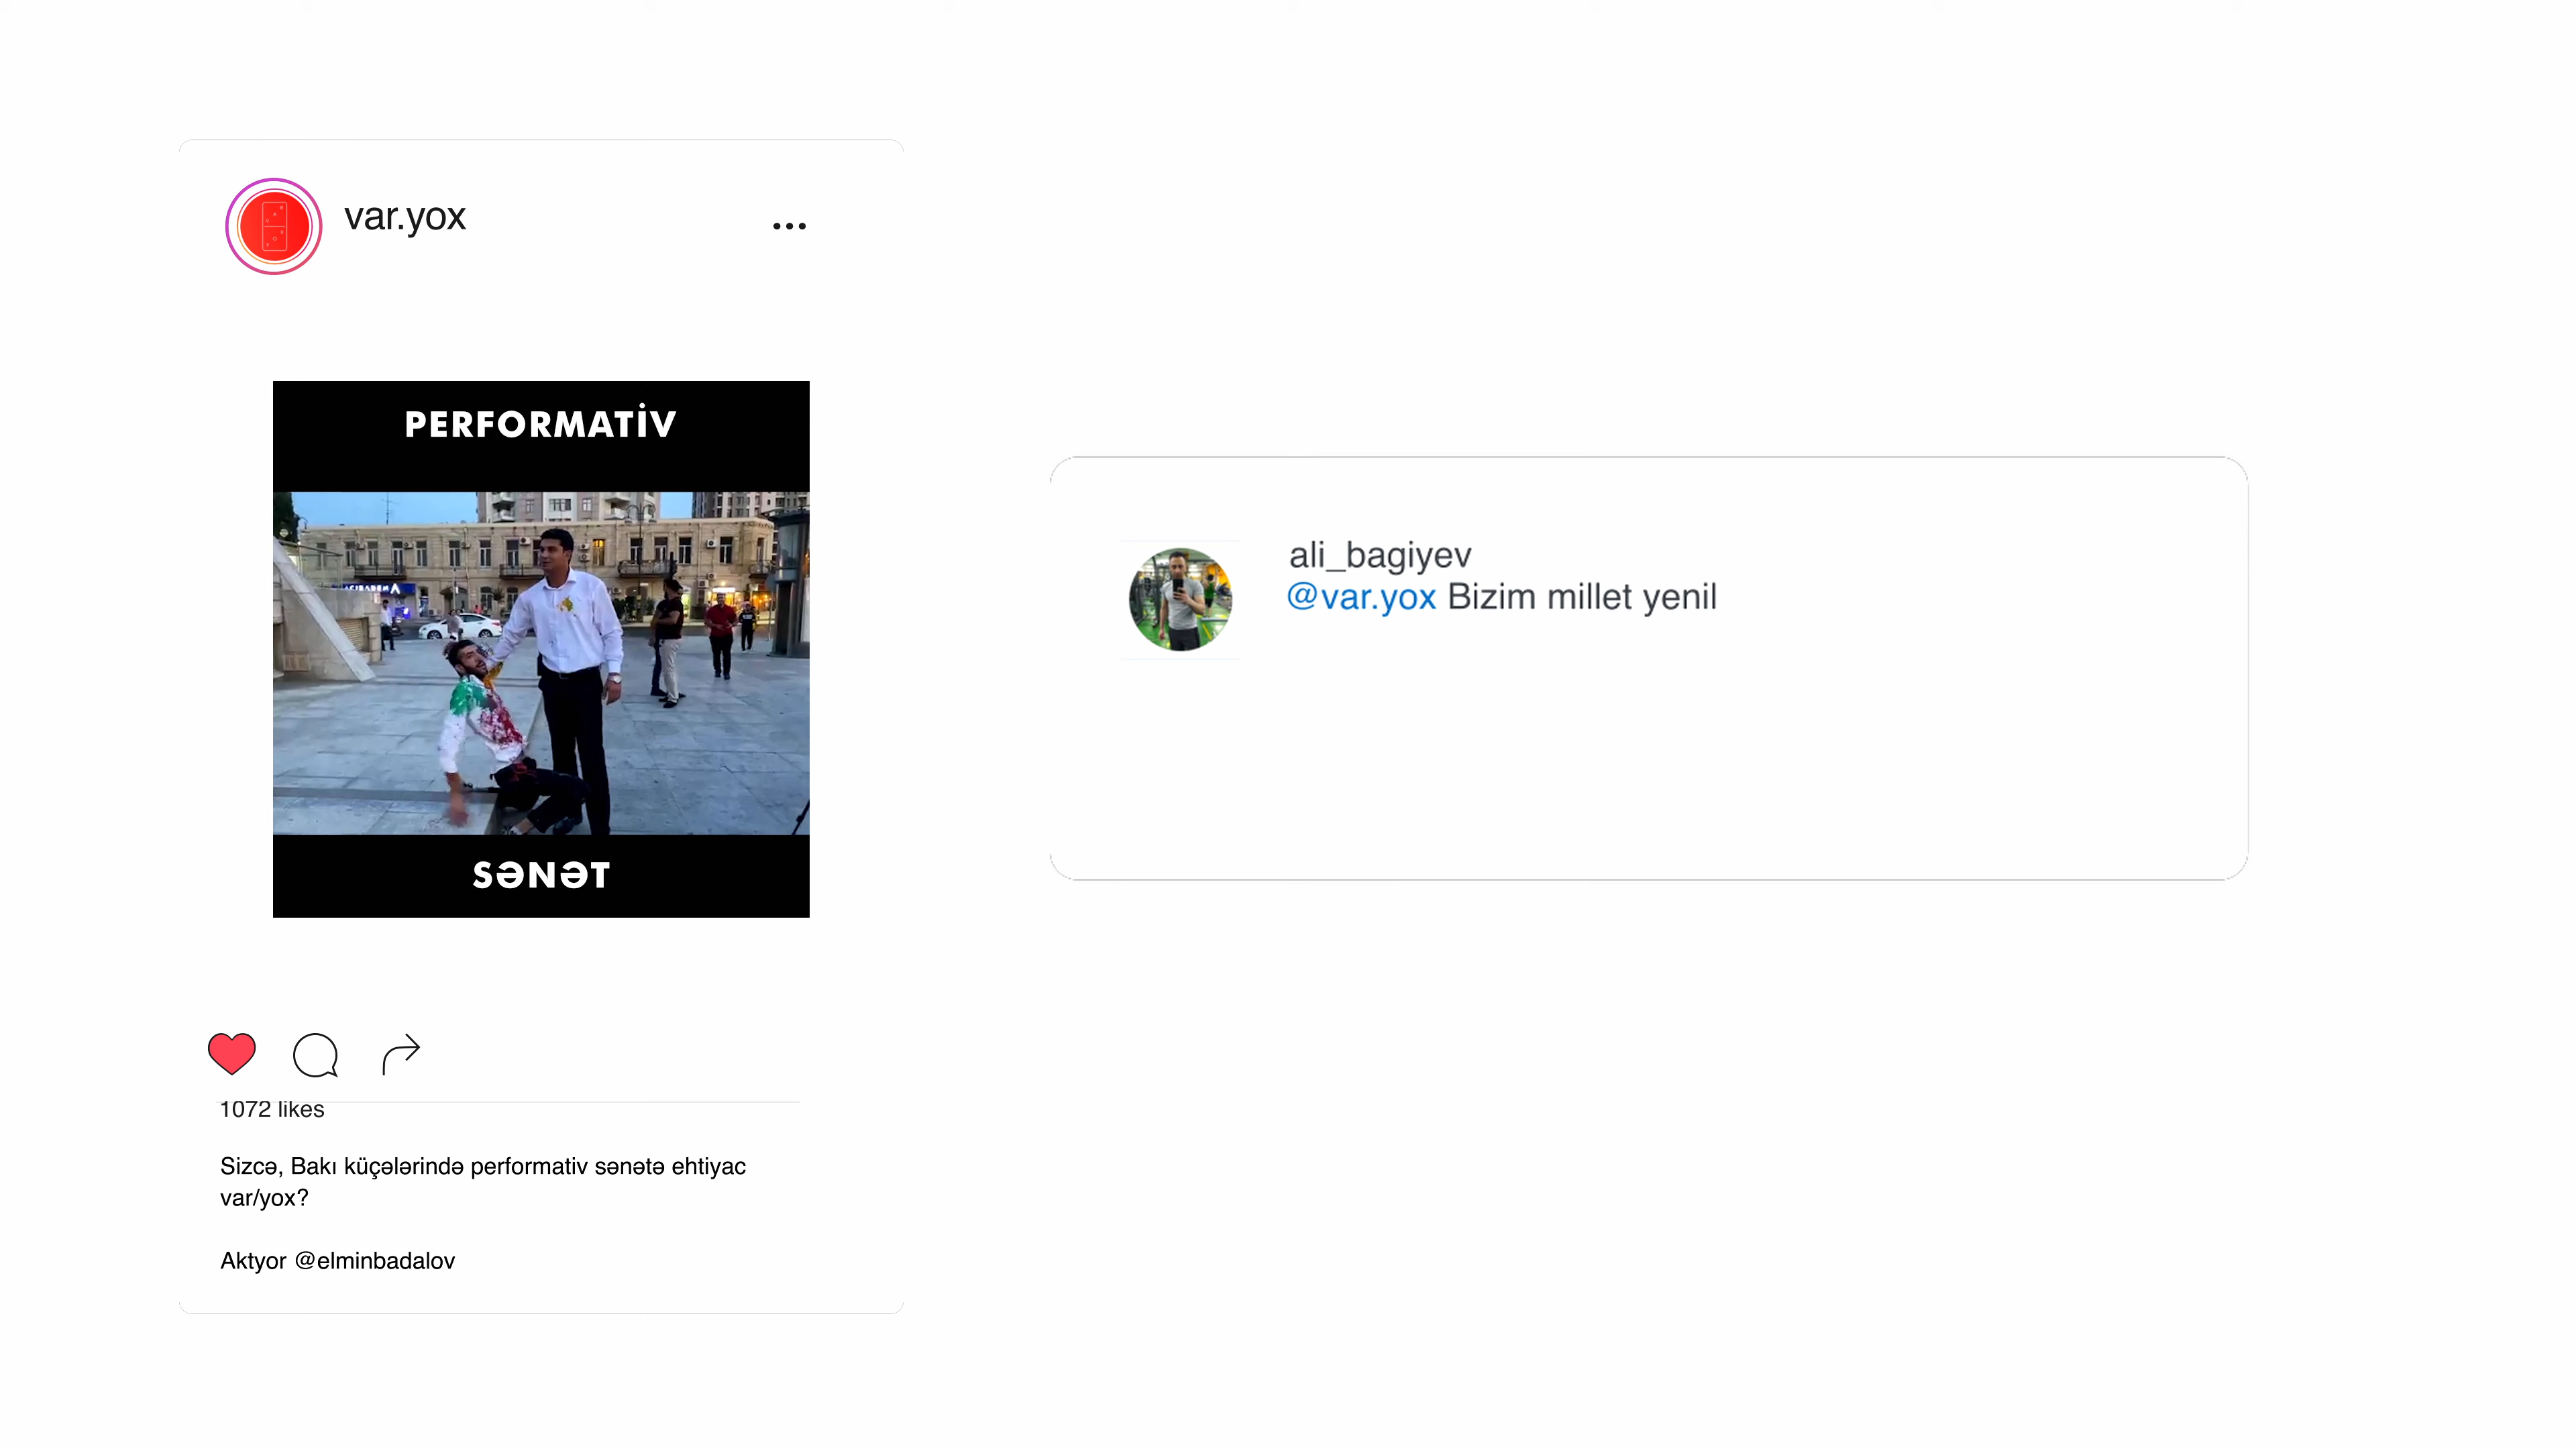 var.yox
PERFORMATİV
SƏNƏT
1072 likes
Sizcə, Bakı küçələrində performativ sənətə ehtiyac
var/yox?
Aktyor @elminbadalov
ali_bagiyev
@var.yox Bizim millet yenil